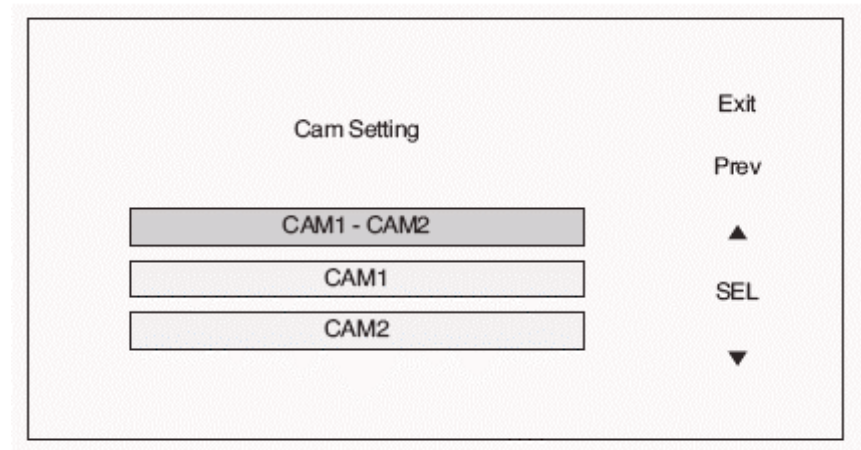 Cam Setting
CAM1 - CAM2
CAM1
CAM2
Exit
Prev
▲
SEL
▼